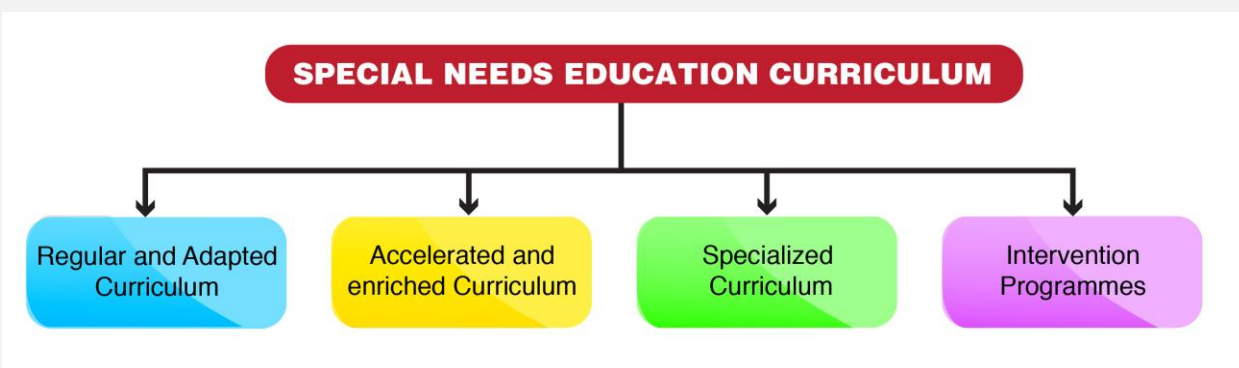 SPECIAL NEEDS EDUCATION CURRICULUM
Regular and Adapted
Curriculum
Accelerated and
enriched Curriculum
Specialized
Curriculum
Intervention
Programmes